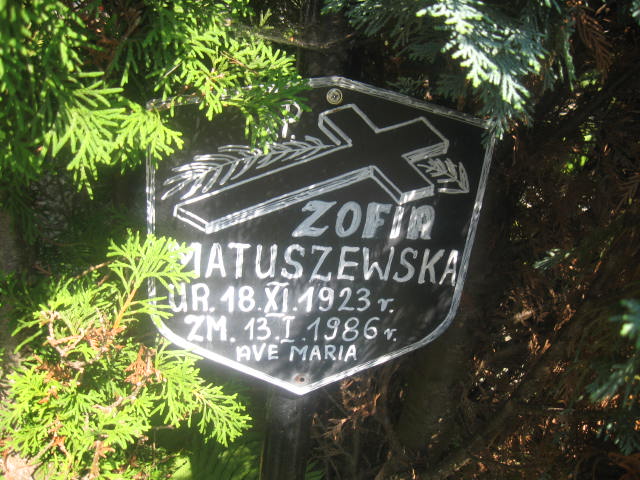 P.
ZOFIA
MATUSZEWSKA
UR. 18.XI.1923 r.
ZM. 13.I.1986 r.
AVE MARIA